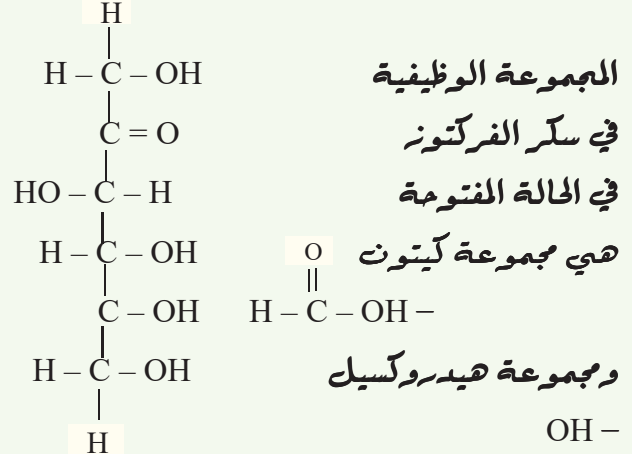 H
H – C – OH
C = O
HO – C – H
H – C – OH
C – OH
H – C – OH
H
المجموعة الوظيفية
في سكّر الفركتوز
في الحالة المفتوحة
هي مجموعة كيتون
O
H – C – OH –
ومجموعة هيدروكسيل
OH –